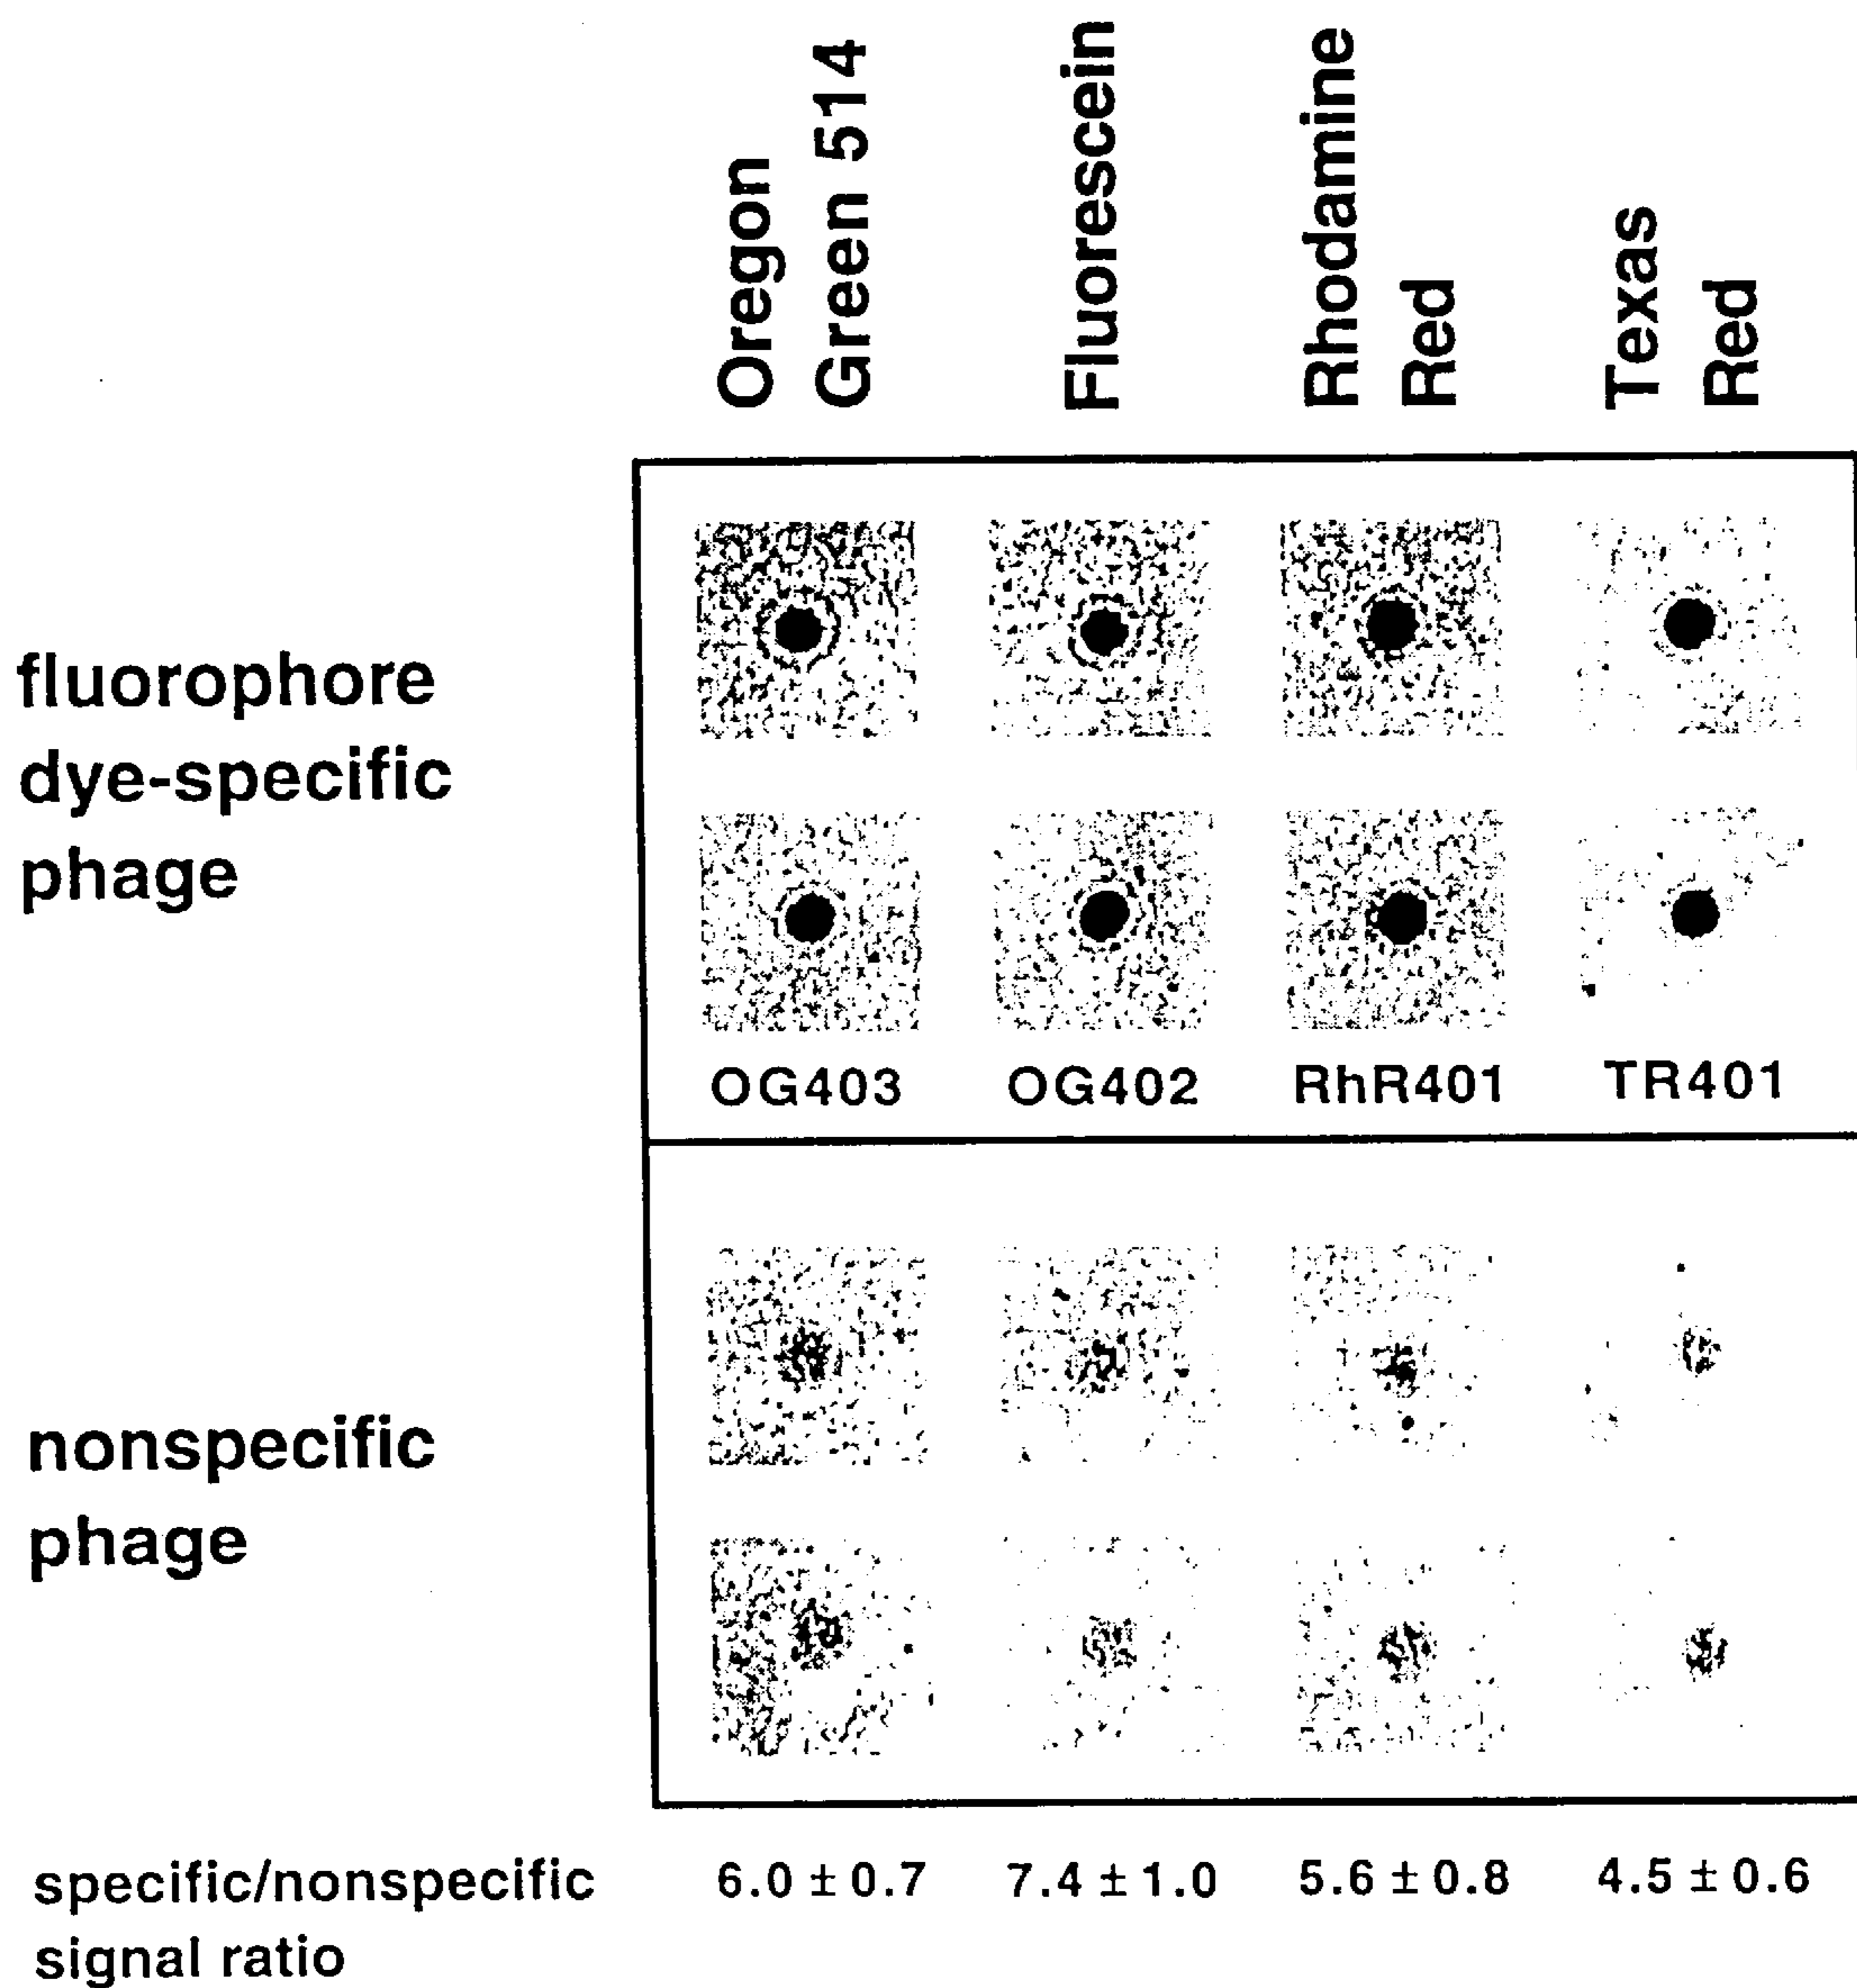 Oregon
Green 514
Fluorescein
Rhodamine
Red
Texas
Red
fluorophore
dye-specific
phage
OG403 OG402 RhR401 TR401
nonspecific
phage
specific/nonspecific 6.0 ± 0.7 7.4 ± 1.0 5.6 ± 0.8 4.5 ± 0.6
signal ratio